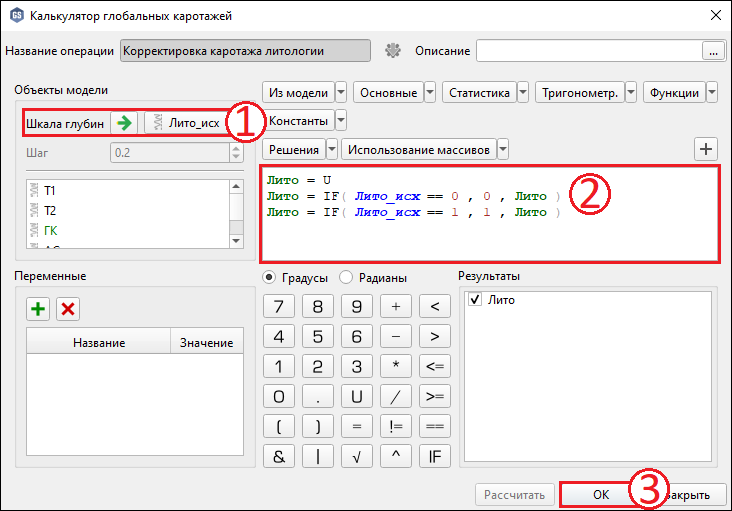 GS Калькулятор глобальных каротажей
Название операции Корректировка каротажа литологии Описание ...
Объекты модели Из модели Основные Статистика Тригонометр. Функции
Шкала глубин Лито_исх 1 Константы
Шаг 0.2 Решения Использование массивов +
T1
T2
ГК
Лито = U
Лито = IF( Лито_исх == 0 , 0 , Лито ) 2
Лито = IF( Лито_исх == 1 , 1 , Лито )
Переменные Градусы Радианы Результаты
Название Значение
7 8 9 + <
4 5 6 – >
1 2 3 * <=
0 . U / >=
( ) = != ==
& | √ ^ IF
Лито
Рассчитать OK 3 Закрыть